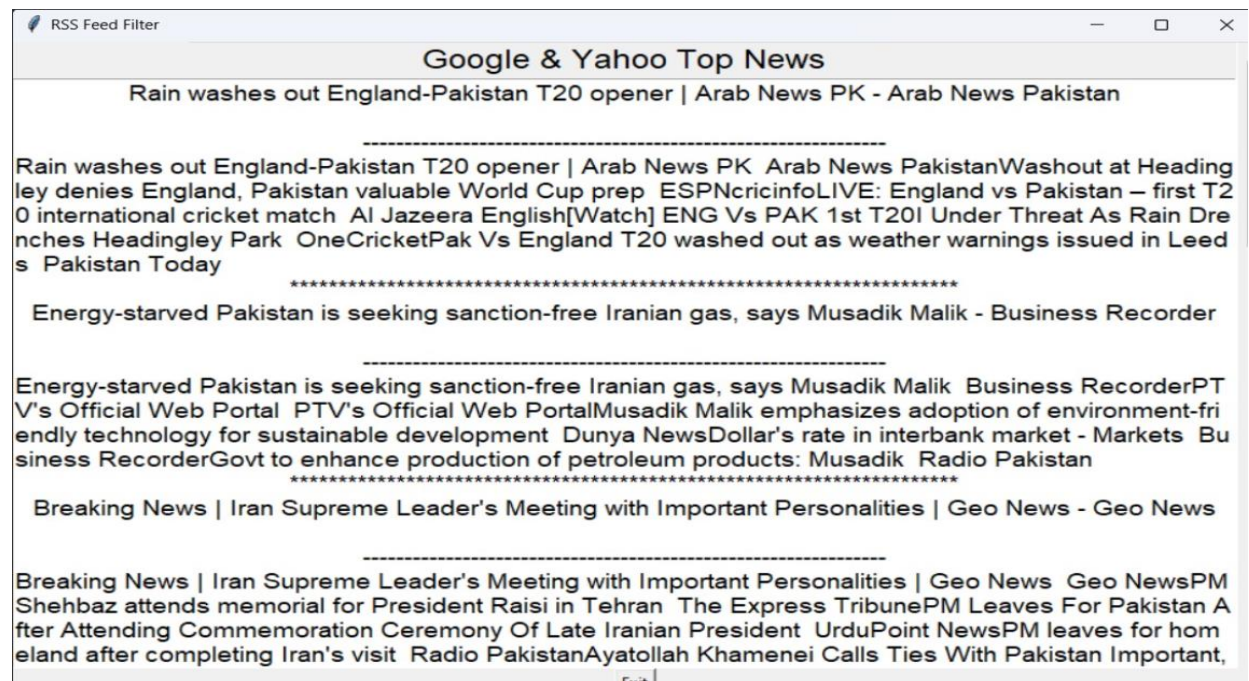 RSS Feed Filter
Google & Yahoo Top News
Rain washes out England-Pakistan T20 opener | Arab News PK - Arab News Pakistan
---------------------------------------------------------------
Rain washes out England-Pakistan T20 opener | Arab News PK  Arab News PakistanWashout at Heading
ley denies England, Pakistan valuable World Cup prep  ESPNcricinfoLIVE: England vs Pakistan – first T2
0 international cricket match  Al Jazeera English[Watch] ENG Vs PAK 1st T20I Under Threat As Rain Dre
nches Headingley Park  OneCricketPak Vs England T20 washed out as weather warnings issued in Leed
s  Pakistan Today
**********************************************************************
Energy-starved Pakistan is seeking sanction-free Iranian gas, says Musadik Malik - Business Recorder
---------------------------------------------------------------
Energy-starved Pakistan is seeking sanction-free Iranian gas, says Musadik Malik  Business RecorderPT
V's Official Web Portal  PTV's Official Web PortalMusadik Malik emphasizes adoption of environment-fri
endly technology for sustainable development  Dunya NewsDollar's rate in interbank market - Markets  Bu
siness RecorderGovt to enhance production of petroleum products: Musadik  Radio Pakistan
**********************************************************************
Breaking News | Iran Supreme Leader's Meeting with Important Personalities | Geo News - Geo News
---------------------------------------------------------------
Breaking News | Iran Supreme Leader's Meeting with Important Personalities | Geo News  Geo NewsPM
Shehbaz attends memorial for President Raisi in Tehran  The Express TribunePM Leaves For Pakistan A
fter Attending Commemoration Ceremony Of Late Iranian President  UrduPoint NewsPM leaves for hom
eland after completing Iran's visit  Radio PakistanAyatollah Khamenei Calls Ties With Pakistan Important,
Exit